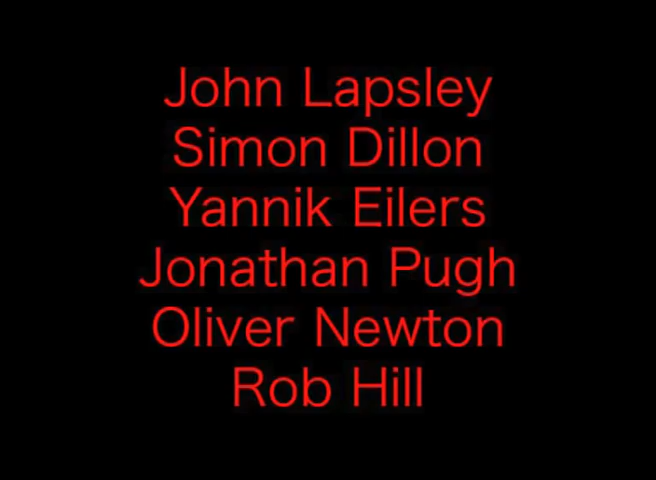 John Lapsley
Simon Dillon
Yannik Eilers
Jonathan Pugh
Oliver Newton
Rob Hill